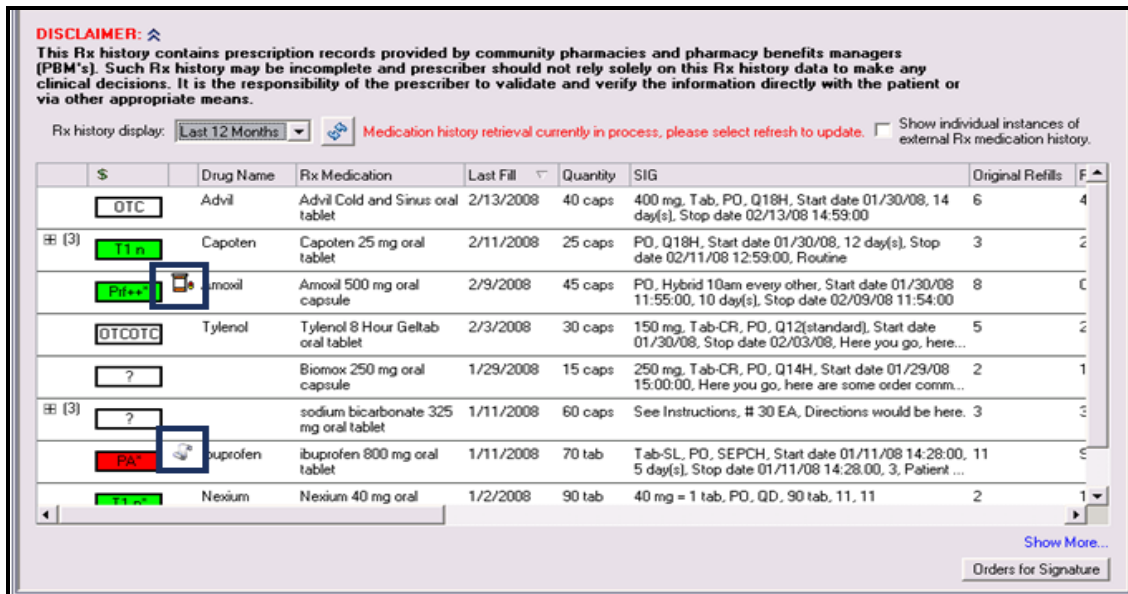 DISCLAIMER:
This Rx history contains prescription records provided by community pharmacies and pharmacy benefits managers
(PBM's). Such Rx history may be incomplete and prescriber should not rely solely on this Rx history data to make any
clinical decisions. It is the responsibility of the prescriber to validate and verify the information directly with the patient or
via other appropriate means.
Rx history display: Last 12 Months Medication history retrieval currently in process, please select refresh to update. Show individual instances of
external Rx medication history.
$ Drug Name Rx Medication Last Fill Quantity SIG Original Refills
OTC Advil Advil Cold and Sinus oral 2/13/2008 40 caps 400 mg, Tab, PO, Q18H, Start date 01/30/08, 14 6 4
tablet day(s), Stop date 02/13/08 14:59:00
(3) T1 n Capoten Capoten 25 mg oral 2/11/2008 25 caps PO, Q18H, Start date 01/30/08, 12 day(s), Stop 3 2
tablet date 02/11/08 12:59:00, Routine
Prf++* Amoxil Amoxil 500 mg oral 2/9/2008 45 caps PO, Hybrid 10am every other, Start date 01/30/08 8
capsule 11:55:00, 10 day(s), Stop date 02/09/08 11:54:00
OTCOTC Tylenol Tylenol 8 Hour Geltab 2/3/2008 30 caps 150 mg, Tab-CR, PO, Q12(standard), Start date 5 2
oral tablet 01/30/08, Stop date 02/03/08, Here you go, here...
? Biomox 250 mg oral 1/29/2008 15 caps 250 mg, Tab-CR, PO, Q14H, Start date 01/29/08 2 1
capsule 15:00:00, Here you go, here are some order comm...
(3) ? sodium bicarbonate 325 1/11/2008 60 caps See Instructions, # 30 EA, Directions would be here. 3 3
mg oral tablet
PA* ibuprofen 800 mg oral 1/11/2008 70 tab Tab-SL, PO, SEPCH, Start date 01/11/08 14:28:00, 11
tablet 5 day(s), Stop date 01/11/08 14:28.00, 3, Patient ...
T1 n* Nexium Nexium 40 mg oral 1/2/2008 90 tab 40 mg = 1 tab, PO, QD, 90 tab, 11, 11 2 1
Show More...
Orders for Signature